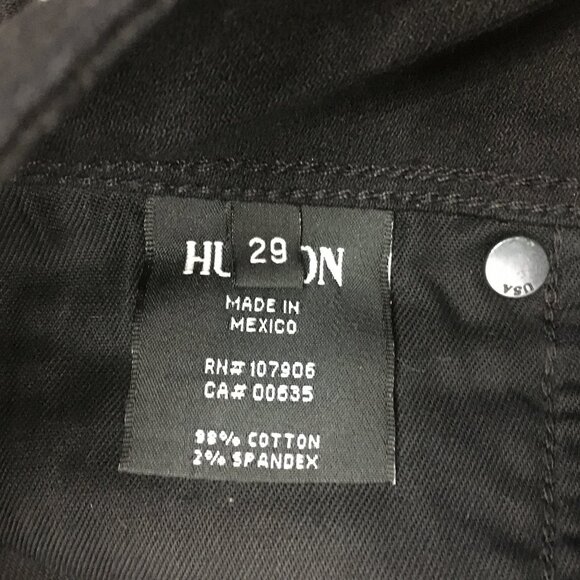 HU ON
29
MADE IN
MEXICO
RN# 107906
CA# 00635
98% COTTON
2% SPANDEX
USA